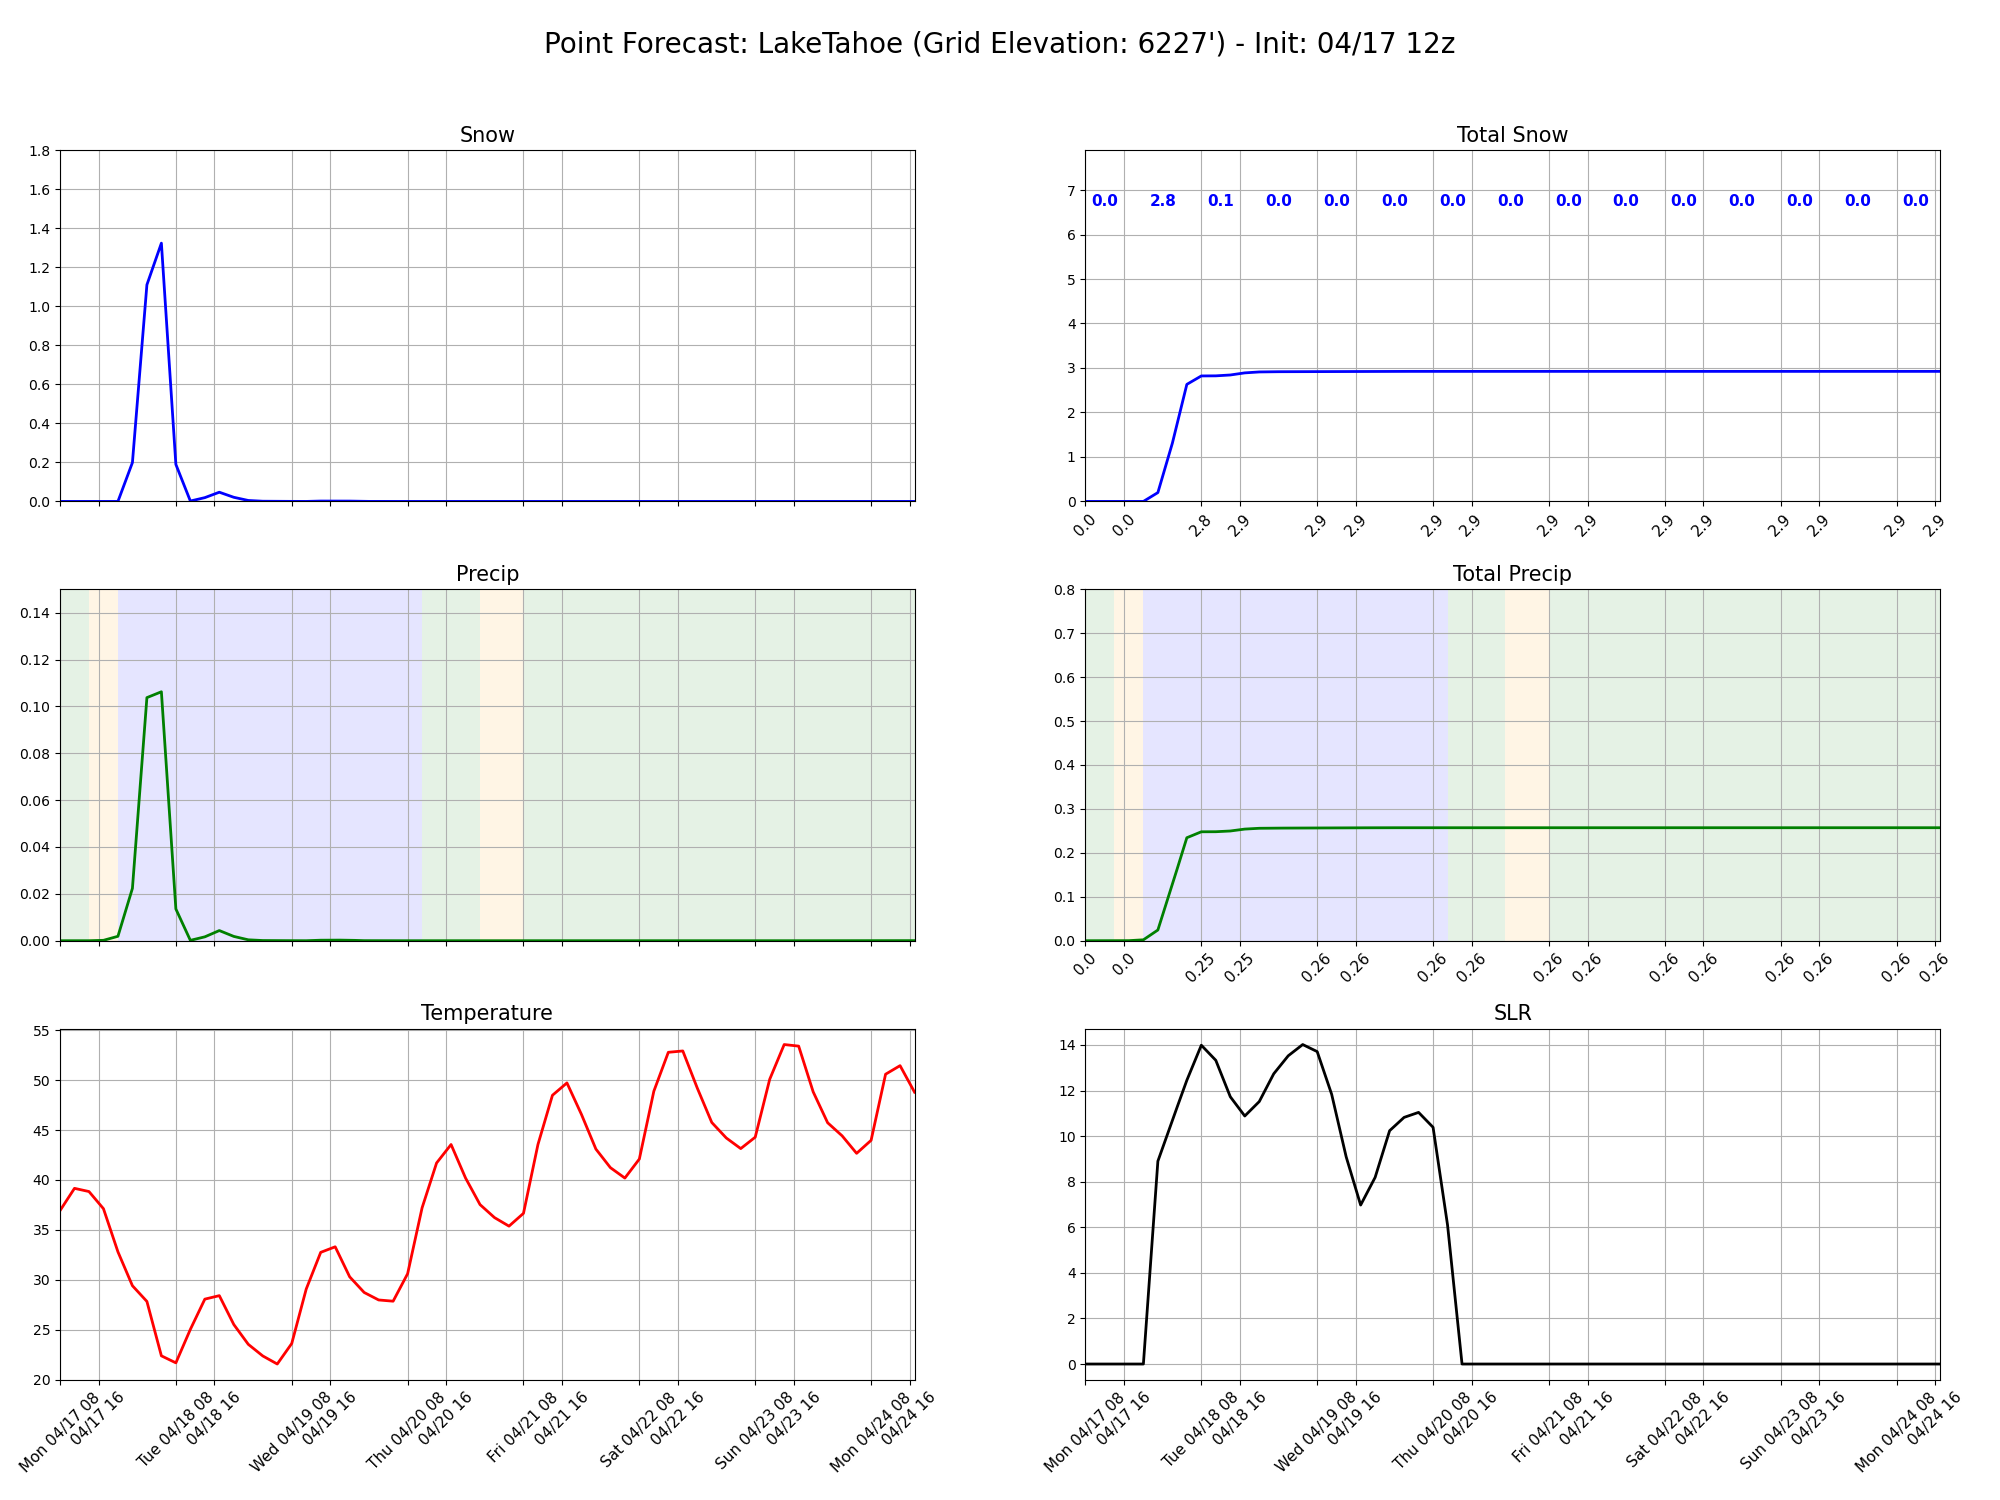 Point Forecast: LakeTahoe (Grid Elevation: 6227') - Init: 04/17 12z
Snow
1.8
1.6
1.4
1.2
1.0
0.8
0.6
0.4
0.2
0.0
Total Snow
7
6
5
4
3
2
1
0
0.0 2.8 0.1 0.0 0.0 0.0 0.0 0.0 0.0 0.0 0.0 0.0 0.0 0.0 0.0
0.0 0.0 2.8 2.9 2.9 2.9 2.9 2.9 2.9 2.9 2.9 2.9 2.9 2.9 2.9 2.9
Precip
0.14
0.12
0.10
0.08
0.06
0.04
0.02
0.00
Total Precip
0.8
0.7
0.6
0.5
0.4
0.3
0.2
0.1
0.0
0.0 0.0 0.25 0.25 0.26 0.26 0.26 0.26 0.26 0.26 0.26 0.26 0.26 0.26 0.26 0.26
Temperature
55
50
45
40
35
30
25
20
Mon 04/17 08
04/17 16
Tue 04/18 08
04/18 16
Wed 04/19 08
04/19 16
Thu 04/20 08
04/20 16
Fri 04/21 08
04/21 16
Sat 04/22 08
04/22 16
Sun 04/23 08
04/23 16
Mon 04/24 08
04/24 16
SLR
14
12
10
8
6
4
2
0
Mon 04/17 08
04/17 16
Tue 04/18 08
04/18 16
Wed 04/19 08
04/19 16
Thu 04/20 08
04/20 16
Fri 04/21 08
04/21 16
Sat 04/22 08
04/22 16
Sun 04/23 08
04/23 16
Mon 04/24 08
04/24 16